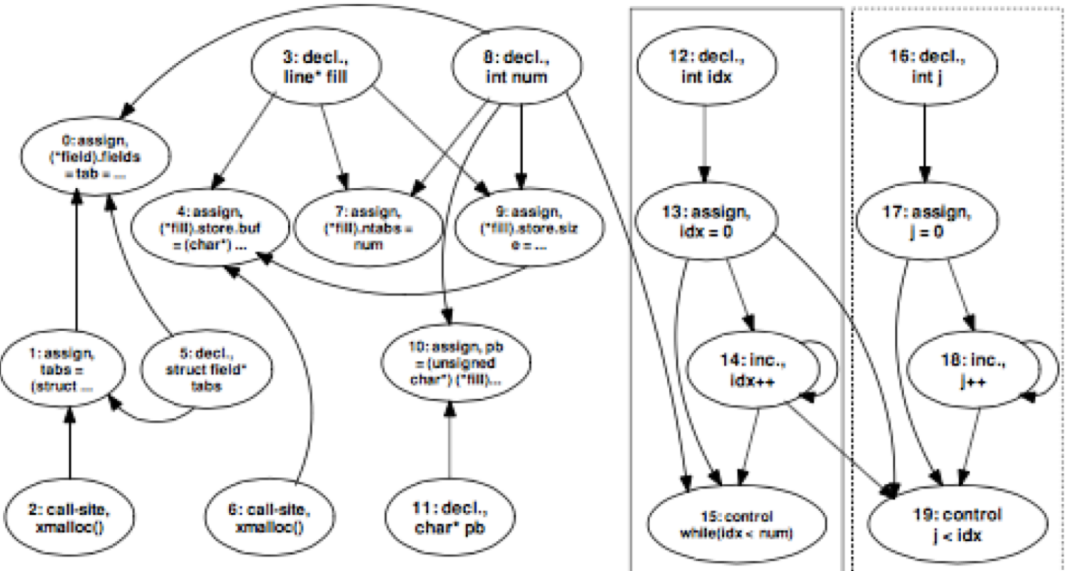 3: decl.,
line* fill
8: decl.,
int num
12: decl.,
int idx
16: decl.,
int j
0: assign,
(*field).fields
= tab = ...
4: assign,
(*fill).store.buf
= (char*) ...
7: assign,
(*fill).ntabs =
num
9: assign,
(*fill).store.siz
e = ...
13: assign,
idx = 0
17: assign,
j = 0
1: assign,
tabs =
(struct ...
5: decl.,
struct field*
tabs
10: assign, pb
= (unsigned
char*) (*fill)...
14: inc.,
idx++
18: inc.,
j++
2: call-site,
xmalloc()
6: call-site,
xmalloc()
11: decl.,
char* pb
15: control
while(idx < num)
19: control
j < idx